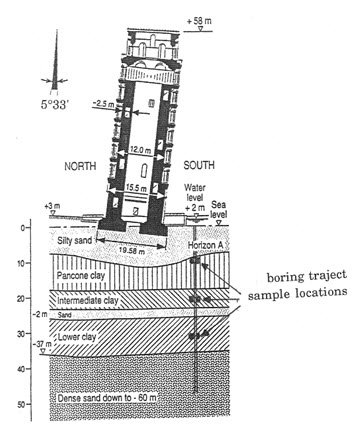 +58 m
5°33'
-2.5 m
12.0 m
NORTH
SOUTH
15.5 m
Water
level
+2 m
Sea
level
+3 m
0
Silty sand
19.58 m
Horizon A
10
Pancone clay
boring traject
sample locations
20
Intermediate clay
-2 m
Sand
30
Lower clay
-37 m
40
Dense sand down to - 60 m
50